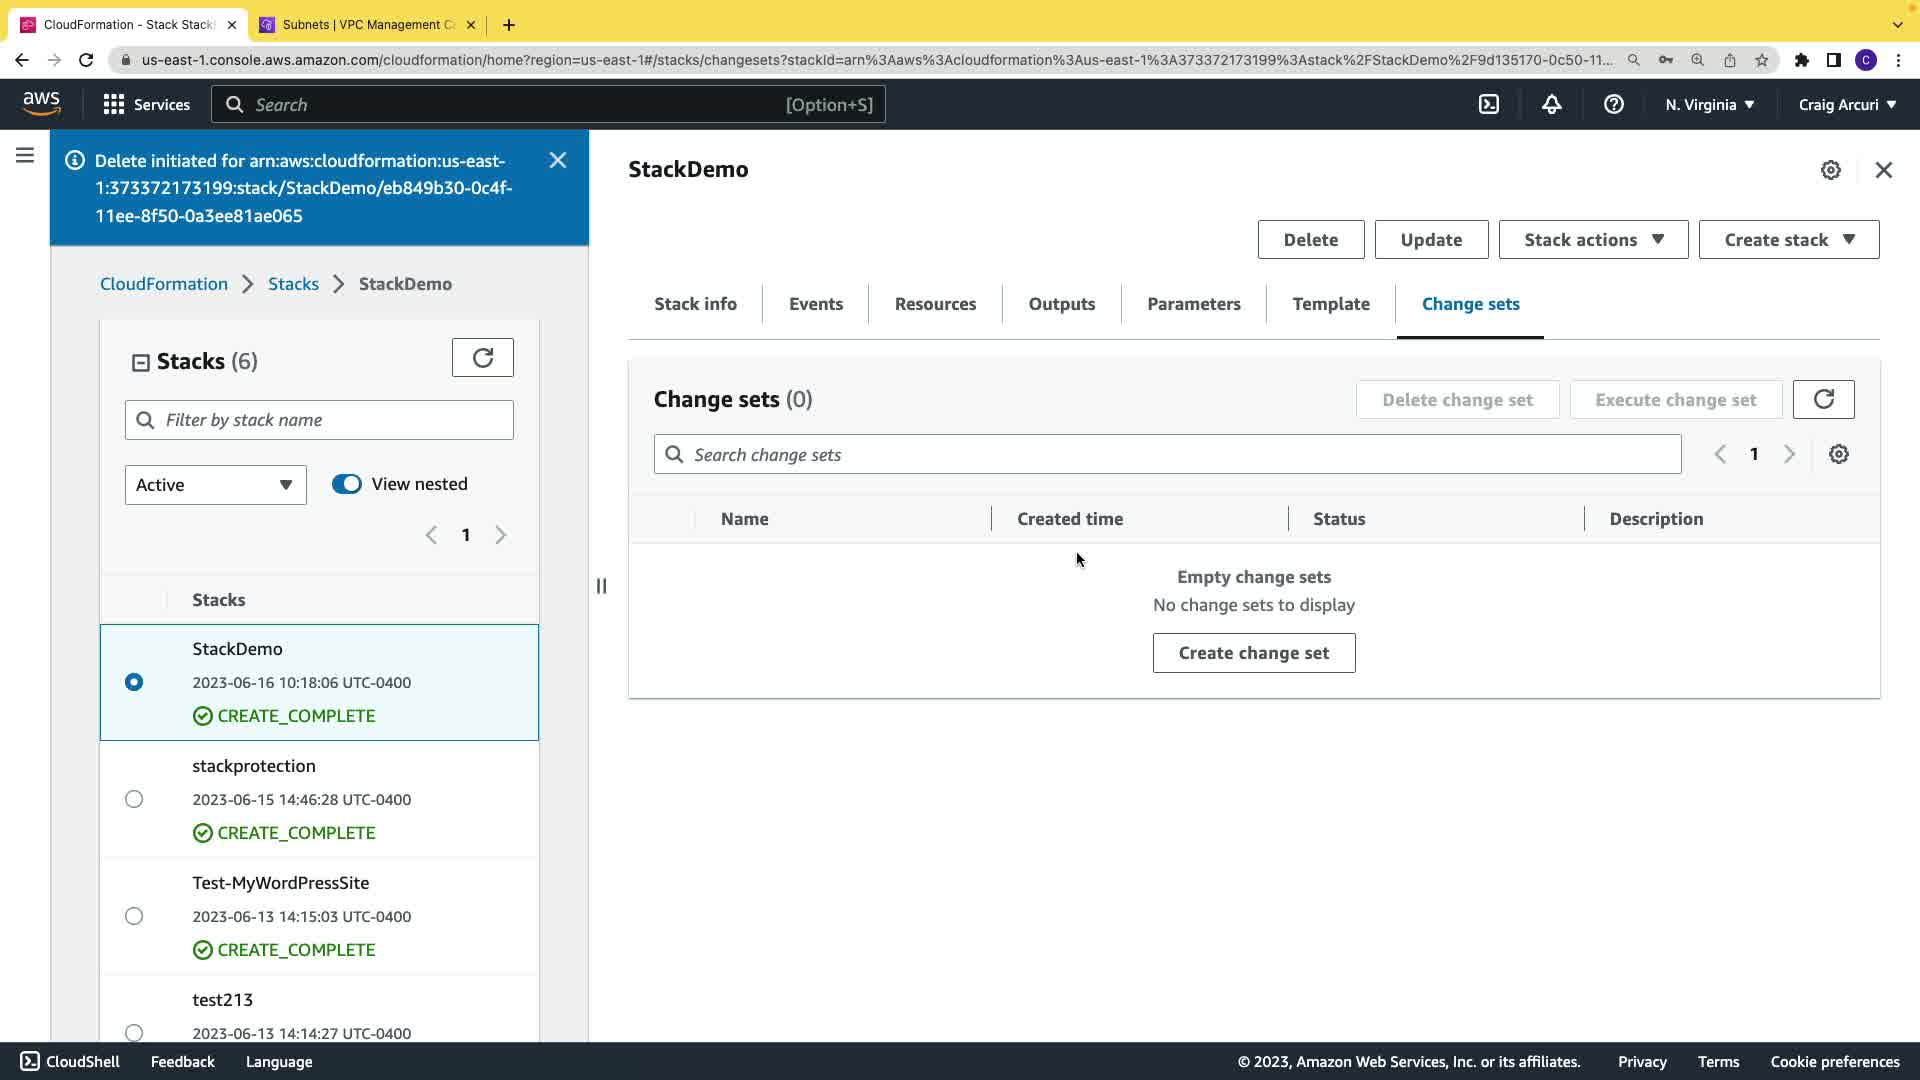 CloudFormation - Stack Stack
Subnets | VPC Management C
us-east-1.console.aws.amazon.com/cloudformation/home?region=us-east-1#/stacks/changesets?stackId=arn%3Aaws%3Acloudformation%3Aus-east-1%3A373372173199%3Astack%2FStackDemo%2F9d135170-0c50-11...
C
aws
Services
Search
[Option+S]
N. Virginia
Craig Arcuri
Delete initiated for arn:aws:cloudformation:us-east-
1:373372173199:stack/StackDemo/eb849b30-0c4f-
11ee-8f50-0a3ee81ae065
CloudFormation
Stacks
StackDemo
Stacks (6)
Filter by stack name
Active
View nested
1
Stacks
StackDemo
2023-06-16 10:18:06 UTC-0400
CREATE_COMPLETE
stackprotection
2023-06-15 14:46:28 UTC-0400
CREATE_COMPLETE
Test-MyWordPressSite
2023-06-13 14:15:03 UTC-0400
CREATE_COMPLETE
test213
2023-06-13 14:14:27 UTC-0400
StackDemo
Delete
Update
Stack actions
Create stack
Stack info
Events
Resources
Outputs
Parameters
Template
Change sets
Change sets (0)
Delete change set
Execute change set
Search change sets
1
Name
Created time
Status
Description
Empty change sets
No change sets to display
Create change set
CloudShell
Feedback
Language
© 2023, Amazon Web Services, Inc. or its affiliates.
Privacy
Terms
Cookie preferences